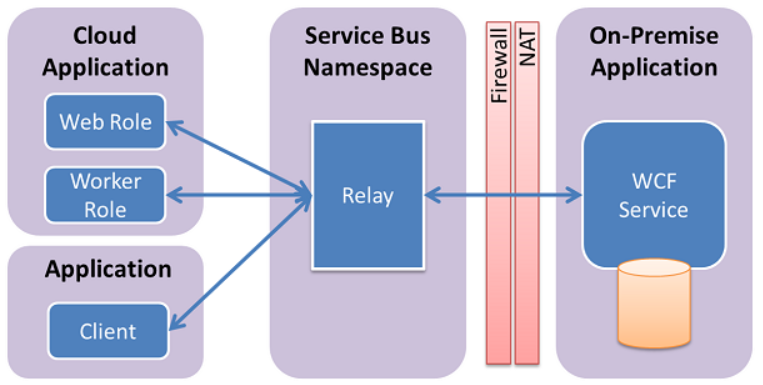 Cloud
Application
Web Role
Worker
Role
Application
Client
Service Bus
Namespace
Relay
Firewall
NAT
On-Premise
Application
WCF
Service